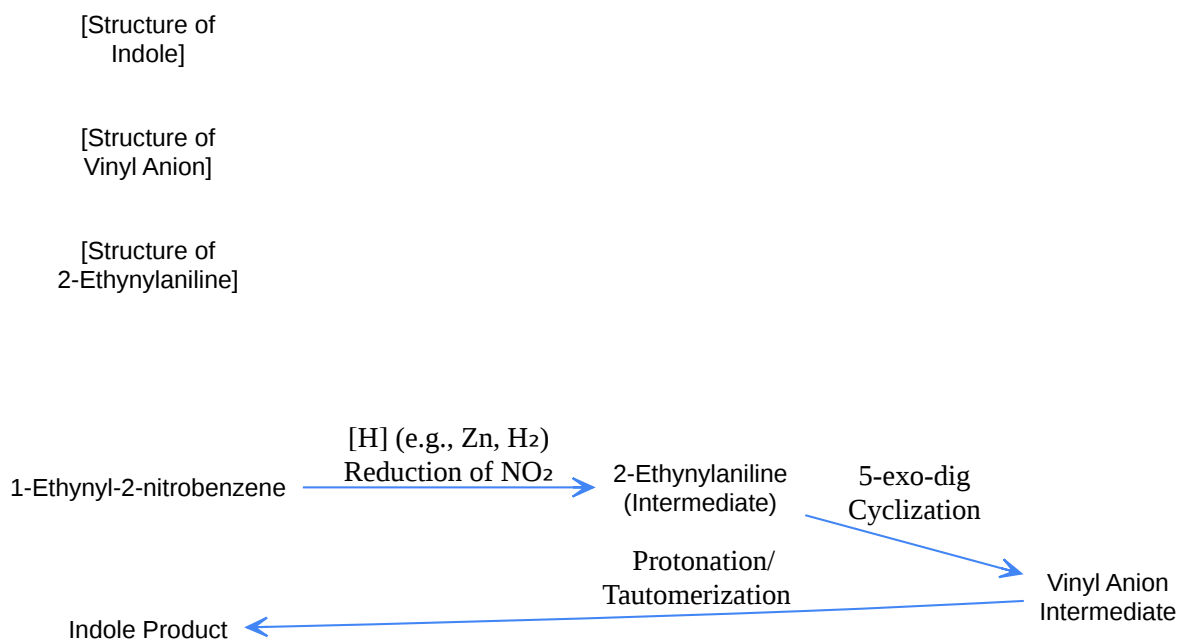 [Structure of
Indole]
[Structure of
Vinyl Anion]
[Structure of
2-Ethynylaniline]
[H] (e.g., Zn, H₂)
Reduction of NO₂
1-Ethynyl-2-nitrobenzene
2-Ethynylaniline
(Intermediate)
5-exo-dig
Cyclization
Protonation/
Tautomerization
Vinyl Anion
Intermediate
Indole Product